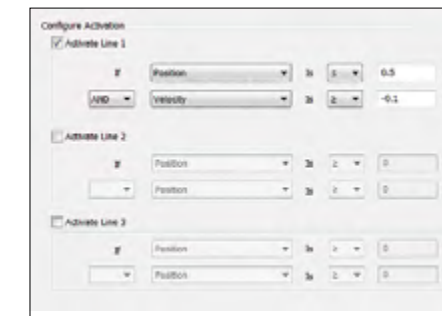 Configure Activation
Activate Line 1
If Position Is ≤ 0.5
AND Velocity Is ≥ -0.1
Activate Line 2
If Position Is ≥ 0
Position Is ≥ 0
Activate Line 3
If Position Is ≥ 0
Position Is ≥ 0